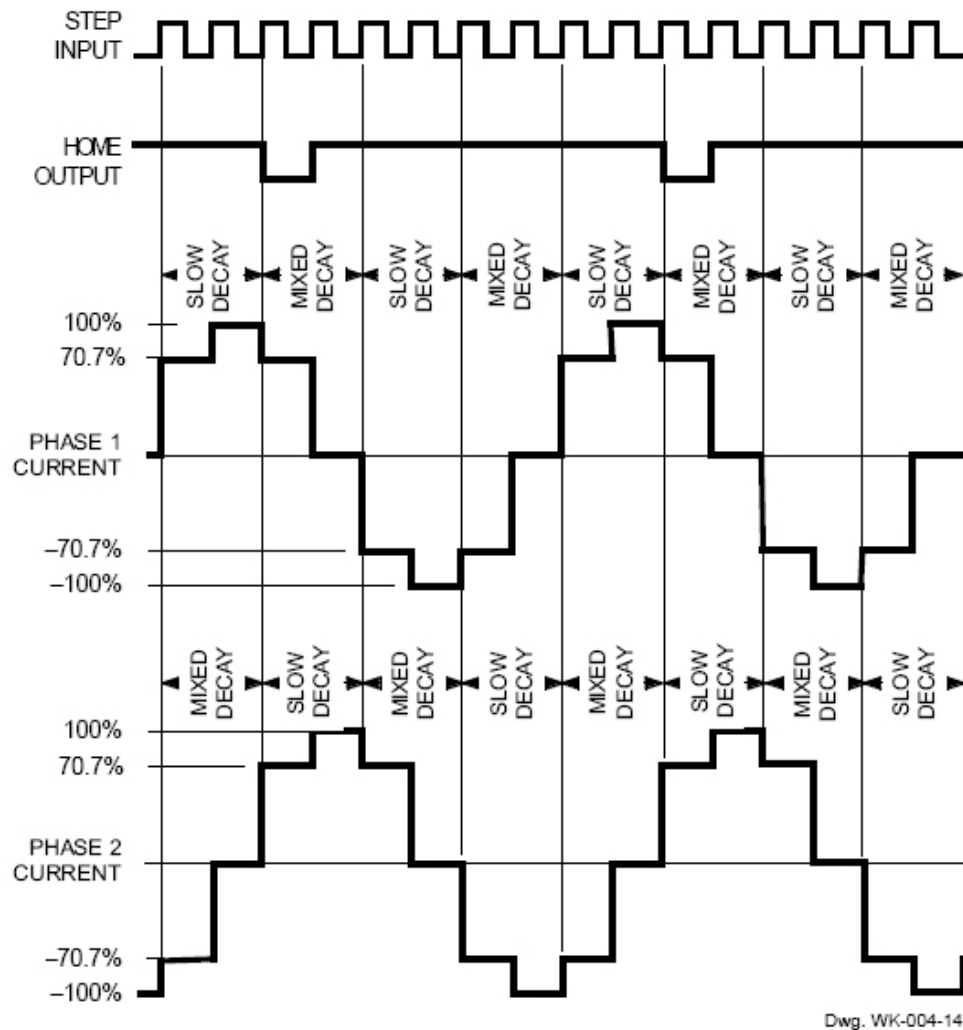 STEP
INPUT
HOME
OUTPUT
SLOW
DECAY
MIXED
DECAY
SLOW
DECAY
MIXED
DECAY
SLOW
DECAY
MIXED
DECAY
SLOW
DECAY
MIXED
DECAY
100%
70.7%
PHASE 1
CURRENT
–70.7%
–100%
MIXED
DECAY
SLOW
DECAY
MIXED
DECAY
SLOW
DECAY
MIXED
DECAY
SLOW
DECAY
MIXED
DECAY
SLOW
DECAY
100%
70.7%
PHASE 2
CURRENT
–70.7%
–100%
Dwg. WK-004-14